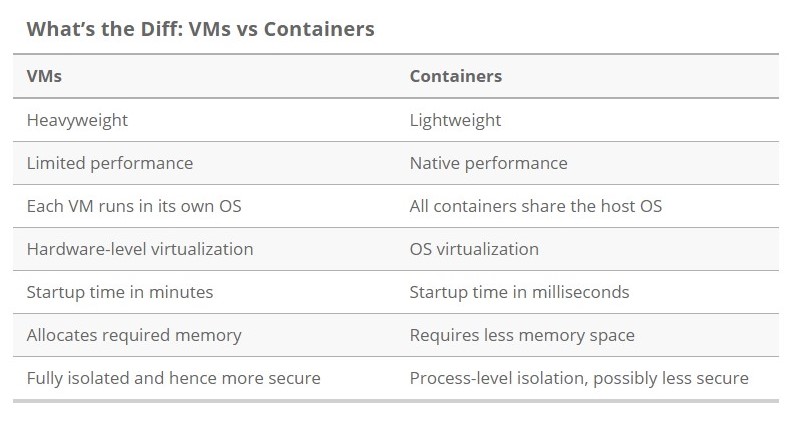 What’s the Diff: VMs vs Containers
VMs Containers
Heavyweight Lightweight
Limited performance Native performance
Each VM runs in its own OS All containers share the host OS
Hardware-level virtualization OS virtualization
Startup time in minutes Startup time in milliseconds
Allocates required memory Requires less memory space
Fully isolated and hence more secure Process-level isolation, possibly less secure